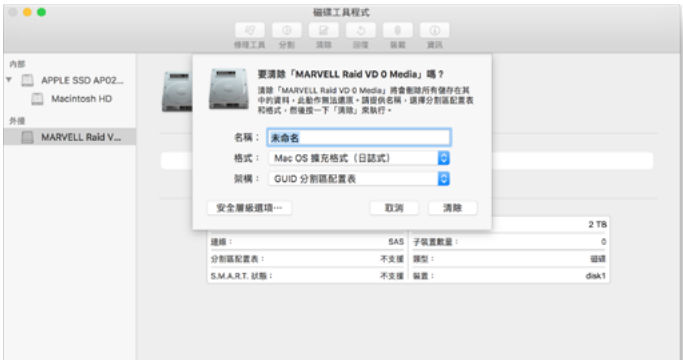 磁碟工具程式
修理工具 分割 清除 回復 裝載 資訊
內部
APPLE SSD AP02...
Macintosh HD
外接
MARVELL Raid V...
要清除「MARVELL Raid VD 0 Media」嗎？
清除「MARVELL Raid VD 0 Media」將會刪除所有儲存在其
中的資料，此動作無法還原。請提供名稱，選擇分割區配置表
和格式，然後按一下「清除」來執行。
名稱： 未命名
格式： Mac OS 擴充格式（日誌式）
架構： GUID 分割區配置表
安全層級選項⋯ 取消 清除
2 TB
連線： SAS 子裝置數量： 0
分割區配置表： 不支援 類型： 磁碟
S.M.A.R.T. 狀態： 不支援 裝置： disk1